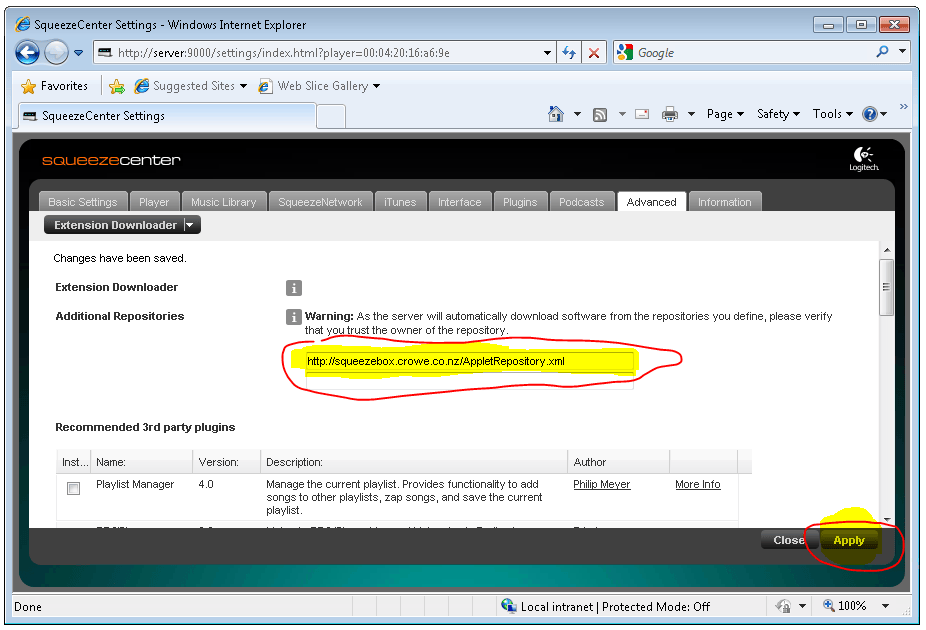 SqueezeCenter Settings - Windows Internet Explorer
http://server:9000/settings/index.html?player=00:04:20:16:a6:9e
Google
Favorites
Suggested Sites
Web Slice Gallery
SqueezeCenter Settings
Page
Safety
Tools
»
squeezecenter
Logitech
Basic Settings
Player
Music Library
SqueezeNetwork
iTunes
Interface
Plugins
Podcasts
Advanced
Information
Extension Downloader
Changes have been saved.
Extension Downloader
Additional Repositories
Warning: As the server will automatically download software from the repositories you define, please verify
that you trust the owner of the repository.
http://squeezebox.crowe.co.nz/AppletRepository.xml
Recommended 3rd party plugins
Inst... Name: Version: Description: Author
Playlist Manager 4.0 Manage the current playlist. Provides functionality to add Philip Meyer More Info
songs to other playlists, zap songs, and save the current
playlist.
Close
Apply
Done
Local intranet | Protected Mode: Off
100%